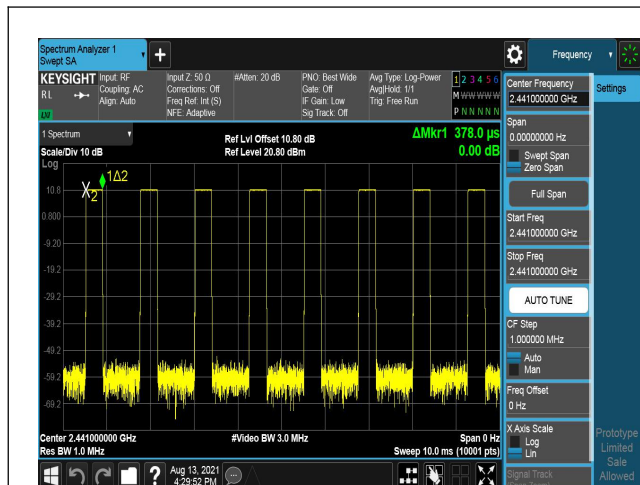 Spectrum Analyzer 1
Swept SA
+
Frequency
KEYSIGHT
R L
LXI
Input: RF
Coupling: AC
Align: Auto
Input Z: 50 Ω
Corrections: Off
Freq Ref: Int (S)
NFE: Adaptive
#Atten: 20 dB
PNO: Best Wide
Gate: Off
IF Gain: Low
Sig Track: Off
Avg Type: Log-Power
Avg|Hold: 1/1
Trig: Free Run
1 2 3 4 5 6
M W W W W W
P N N N N N
1 Spectrum
Scale/Div 10 dB
Log
Ref Lvl Offset 10.80 dB
Ref Level 20.80 dBm
ΔMkr1 378.0 µs
0.00 dB
1Δ2
X2
10.8
0.800
-9.20
-19.2
-29.2
-39.2
-49.2
-59.2
-69.2
Center 2.441000000 GHz
Res BW 1.0 MHz
#Video BW 3.0 MHz
Span 0 Hz
Sweep 10.0 ms (10001 pts)
?
Aug 13, 2021
4:29:52 PM
Center Frequency
2.441000000 GHz
Settings
Span
0.00000000 Hz
Swept Span
Zero Span
Full Span
Start Freq
2.441000000 GHz
Stop Freq
2.441000000 GHz
AUTO TUNE
CF Step
1.000000 MHz
Auto
Man
Freq Offset
0 Hz
X Axis Scale
Log
Lin
Signal Track
Prototype
Limited
Sale
Allowed